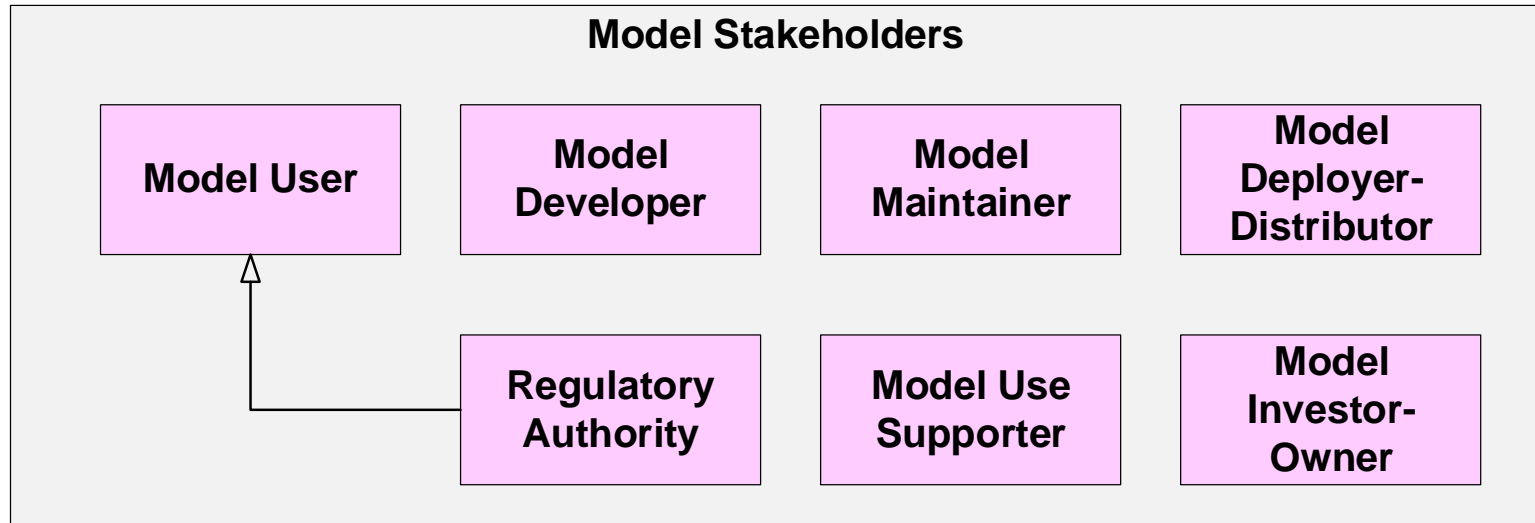 Model Stakeholders
Model User
Model
Developer
Model
Maintainer
Model
Deployer-
Distributor
Regulatory
Authority
Model Use
Supporter
Model
Investor-
Owner